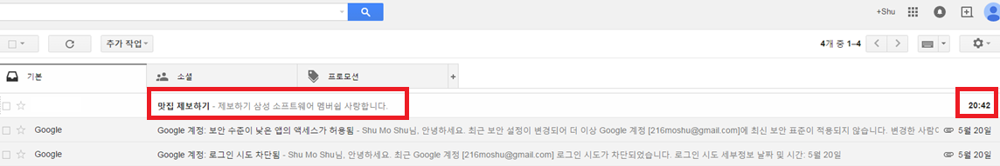 +Shu
추가 작업
4개 중 1–4
기본
소셜
프로모션
+
맛집 제보하기 - 제보하기 삼성 소프트웨어 멤버쉽 사랑합니다. 20:42
Google Google 계정: 보안 수준이 낮은 앱의 액세스가 허용됨 - Shu Mo Shu님, 안녕하세요. 최근 보안 설정이 변경되어 더 이상 Google 계정 [216moshu@gmail.com]에 최신 보안 표준이 적용되지 않습니다. 변경한 사람이 5월 20일
Google Google 계정: 로그인 시도 차단됨 - Shu Mo Shu님, 안녕하세요. 최근 Google 계정 [216moshu@gmail.com] 로그인 시도가 차단되었습니다. 로그인 시도 세부정보 날짜 및 시간: 5월 20일 5월 20일